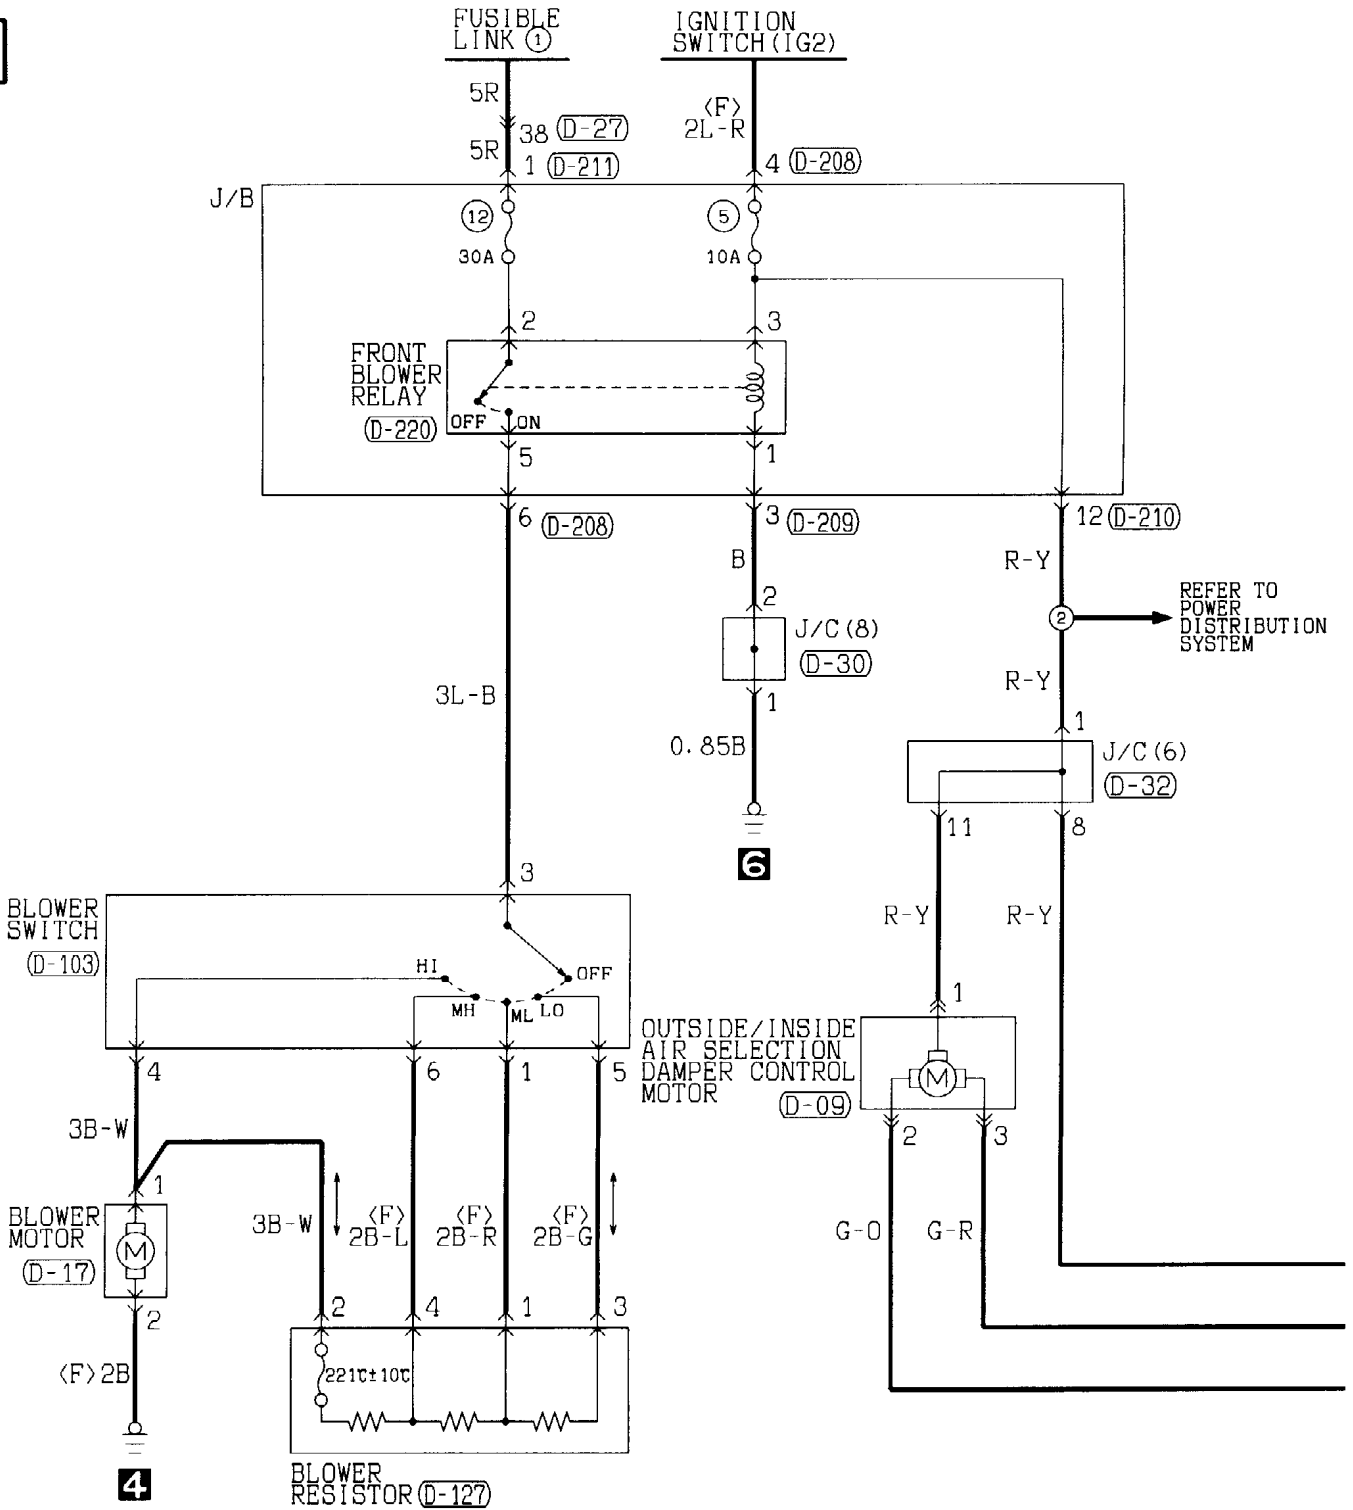 FUSIBLE
LINK ①
IGNITION
SWITCH(IG2)
5R
<F>
2L-R
38 (D-27)
5R
1 (D-211)
4 (D-208)
J/B
⑫
⑤
30A
10A
2
3
FRONT
BLOWER
RELAY
(D-220)
OFF
ON
5
1
6 (D-208)
3 (D-209)
12 (D-210)
B
R-Y
2
②
REFER TO
POWER
DISTRIBUTION
SYSTEM
J/C(8)
(D-30)
3L-B
R-Y
1
1
0.85B
J/C(6)
(D-32)
11
8
6
3
BLOWER
SWITCH
(D-103)
R-Y
R-Y
HI
OFF
MH
ML
LO
1
4
6
1
5
OUTSIDE/INSIDE
AIR SELECTION
DAMPER CONTROL
MOTOR
(D-09)
M
2
3
3B-W
1
BLOWER
MOTOR
(D-17)
M
3B-W
<F>
2B-L
<F>
2B-R
<F>
2B-G
G-O
G-R
2
2
4
1
3
<F>2B
221℃±10℃
4
BLOWER
RESISTOR (D-127)